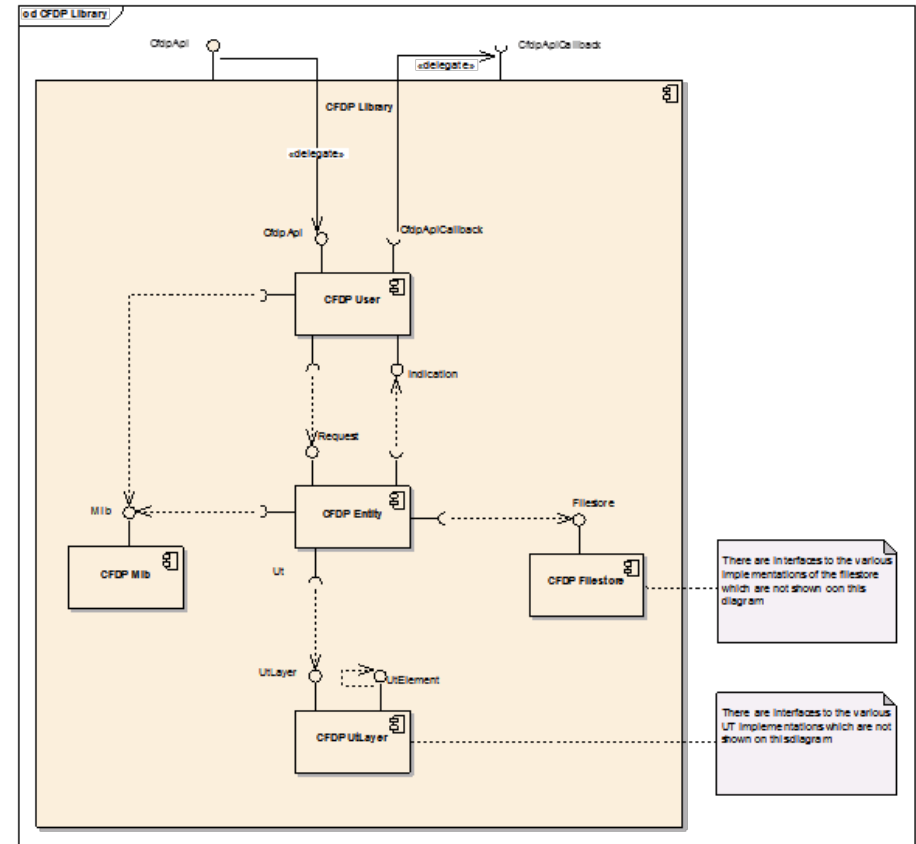 od CFDP Library
CfdpApi
CfdpApiCallback
«delegate»
CFDP Library
«delegate»
CfdpApi
CfdpApiCallback
CFDP User
Indication
Request
Mib
CFDP Entity
Filestore
CFDP Mib
Ut
CFDP Filestore
There are interfaces to the various
implementations of the filestore
which are not shown oon this
diagram
UtLayer
UtElement
CFDP UtLayer
There are interfaces to the various
UT implementations which are not
shown on thisdiagram